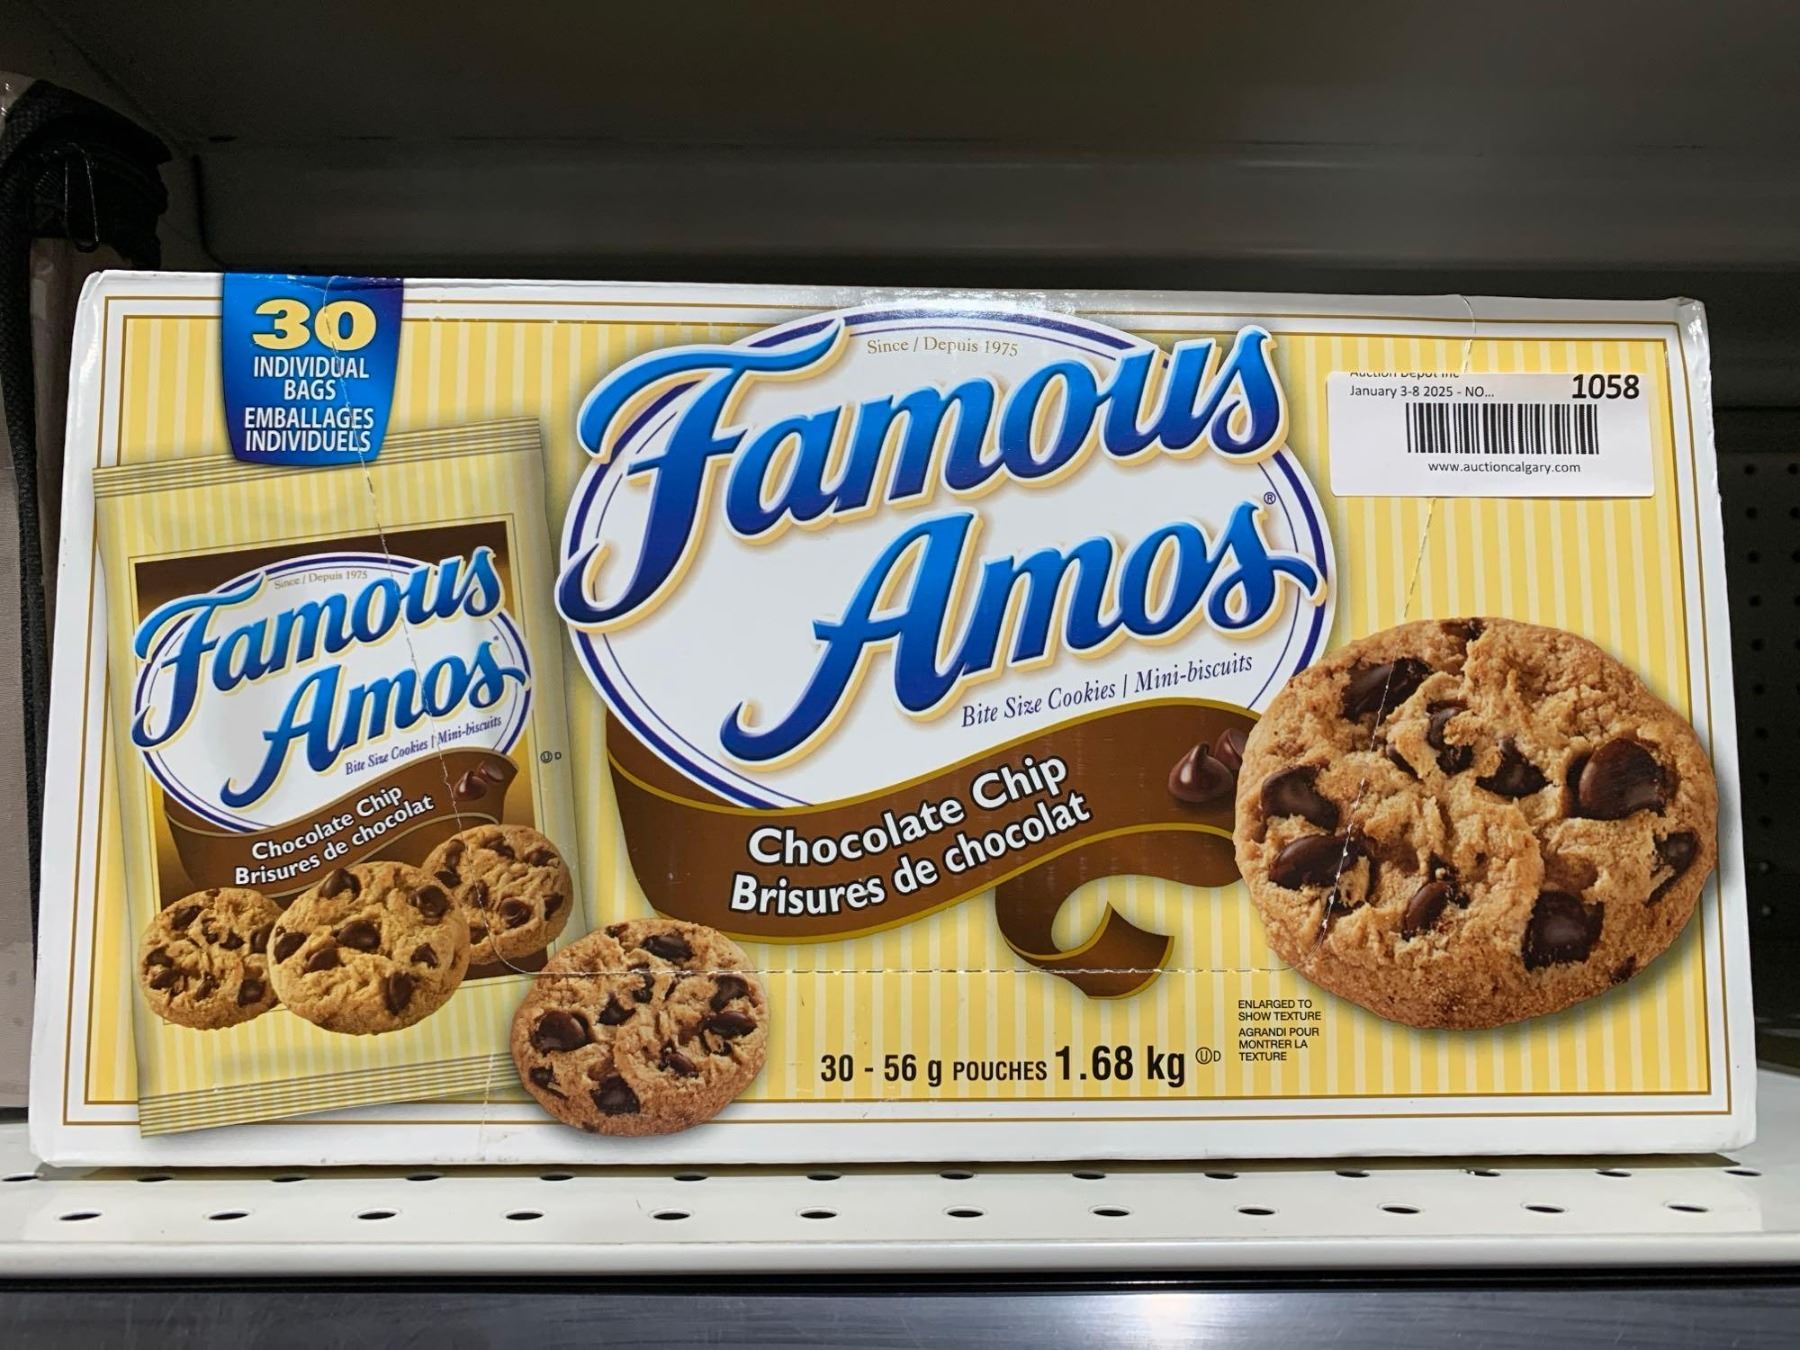 30
INDIVIDUAL
BAGS
EMBALLAGES
INDIVIDUELS
Since / Depuis 1975
Famous
Amos®
Bite Size Cookies | Mini-biscuits
Chocolate Chip
Brisures de chocolat
Auction Depot Inc
January 3-8 2025 - NO...
1058
www.auctioncalgary.com
Since / Depuis 1975
Famous
Amos
Bite Size Cookies | Mini-biscuits
Chocolate Chip
Brisures de chocolat
Ⓤ D
30 - 56 g POUCHES 1.68 kg Ⓤ D
ENLARGED TO
SHOW TEXTURE
AGRANDI POUR
MONTRER LA
TEXTURE